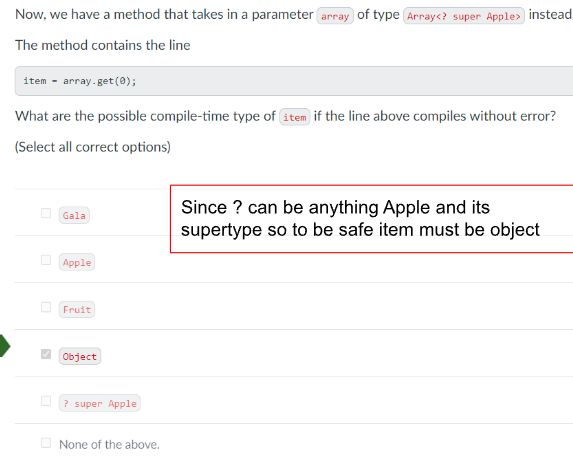 Now, we have a method that takes in a parameter array of type Array<? super Apple> instead
The method contains the line
item = array.get(0);
What are the possible compile-time type of item if the line above compiles without error?
(Select all correct options)
Since ? can be anything Apple and its
supertype so to be safe item must be object
Gala
Apple
Fruit
Object
? super Apple
None of the above.